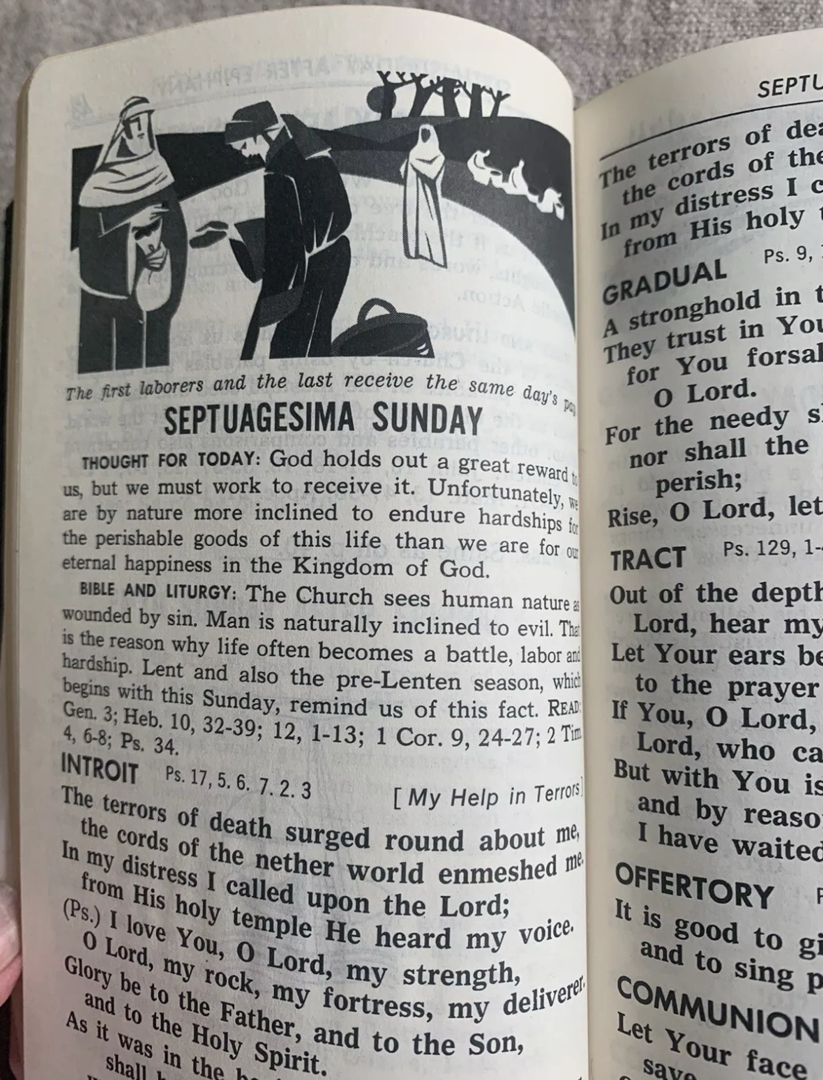 The first laborers and the last receive the same day's pay
SEPTUAGESIMA SUNDAY
THOUGHT FOR TODAY: God holds out a great reward to
us, but we must work to receive it. Unfortunately, we
are by nature more inclined to endure hardships for
the perishable goods of this life than we are for our
eternal happiness in the Kingdom of God.
BIBLE AND LITURGY: The Church sees human nature as
wounded by sin. Man is naturally inclined to evil. That
is the reason why life often becomes a battle, labor and
hardship. Lent and also the pre-Lenten season, which
begins with this Sunday, remind us of this fact. READ:
Gen. 3; Heb. 10, 32-39; 12, 1-13; 1 Cor. 9, 24-27; 2 Tim.
4, 6-8; Ps. 34.
INTROIT Ps. 17, 5. 6. 7. 2. 3 [My Help in Terrors]
The terrors of death surged round about me,
the cords of the nether world enmeshed me.
In my distress I called upon the Lord;
from His holy temple He heard my voice.
(Ps.) I love You, O Lord, my strength,
O Lord, my rock, my fortress, my deliverer.
Glory be to the Father, and to the Son,
and to the Holy Spirit.
As it was in the
shall
SEPTU
The terrors of dea
the cords of the
In my distress I c
from His holy
GRADUAL Ps. 9,
A stronghold in t
They trust in You
for You forsa
O Lord.
For the needy s
nor shall the
perish;
Rise, O Lord, let
TRACT Ps. 129, 1-
Out of the depth
Lord, hear my
Let Your ears be
to the prayer
If You, O Lord,
Lord, who ca
But with You is
and by reaso
I have waited
OFFERTORY P
It is good to gi
and to sing p
COMMUNION
Let Your face
save